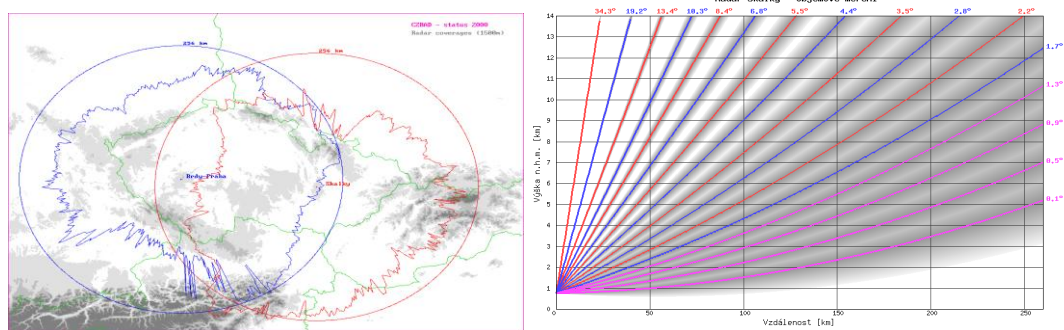 CZRAD - status 2000
Radar coverages (1500m)
256 km
256 km
Brdy-Praha
Skalky
Radar Skalky - objemové měření
34.3° 19.2° 13.4° 10.3° 8.4° 6.8° 5.5° 4.4° 3.5° 2.8° 2.2°
1.7°
1.3°
0.9°
0.5°
0.1°
Výška n.h.m. [km]
14
13
12
11
10
9
8
7
6
5
4
3
2
1
0
0 50 100 150 200 250
Vzdálenost [km]